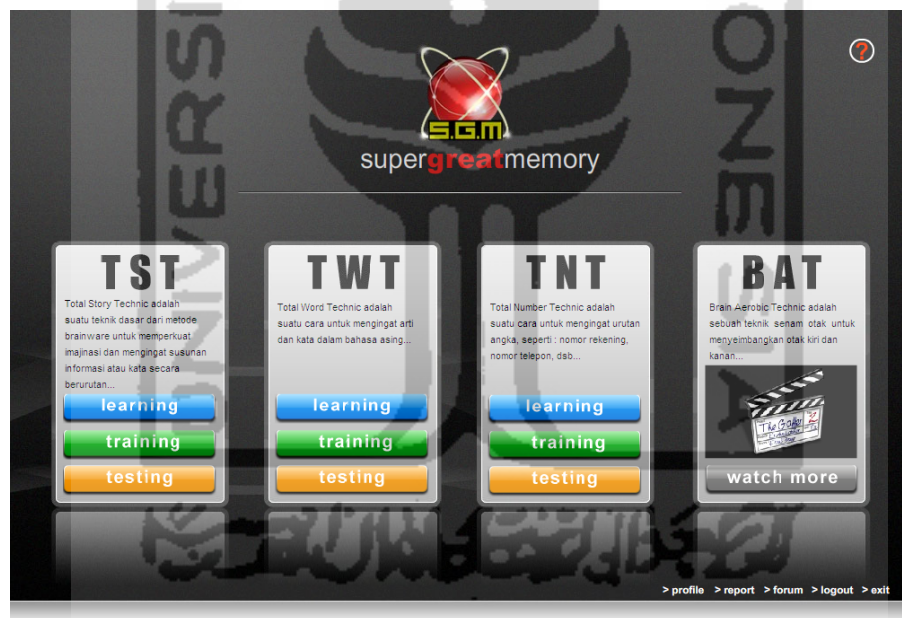 ?
S.G.M
supergreatmemory
TST
Total Story Technic adalah
suatu teknik dasar dari metode
brainware untuk memperkuat
imajinasi dan mengingat susunan
informasi atau kata secara
berurutan...
learning
training
testing
TWT
Total Word Technic adalah
suatu cara untuk mengingat arti
dan kata dalam bahasa asing...
learning
training
testing
TNT
Total Number Technic adalah
suatu cara untuk mengingat urutan
angka, seperti : nomor rekening,
nomor telepon, dsb...
learning
training
testing
BAT
Brain Aerobic Technic adalah
sebuah teknik senam otak untuk
menyeimbangkan otak kiri dan
kanan...
watch more
> profile > report > forum > logout > exit